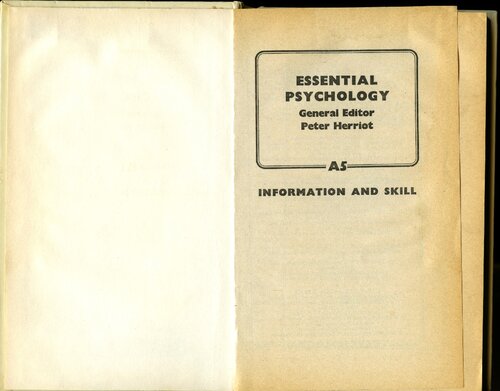 ESSENTIAL
PSYCHOLOGY
General Editor
Peter Herriot
A5
INFORMATION AND SKILL